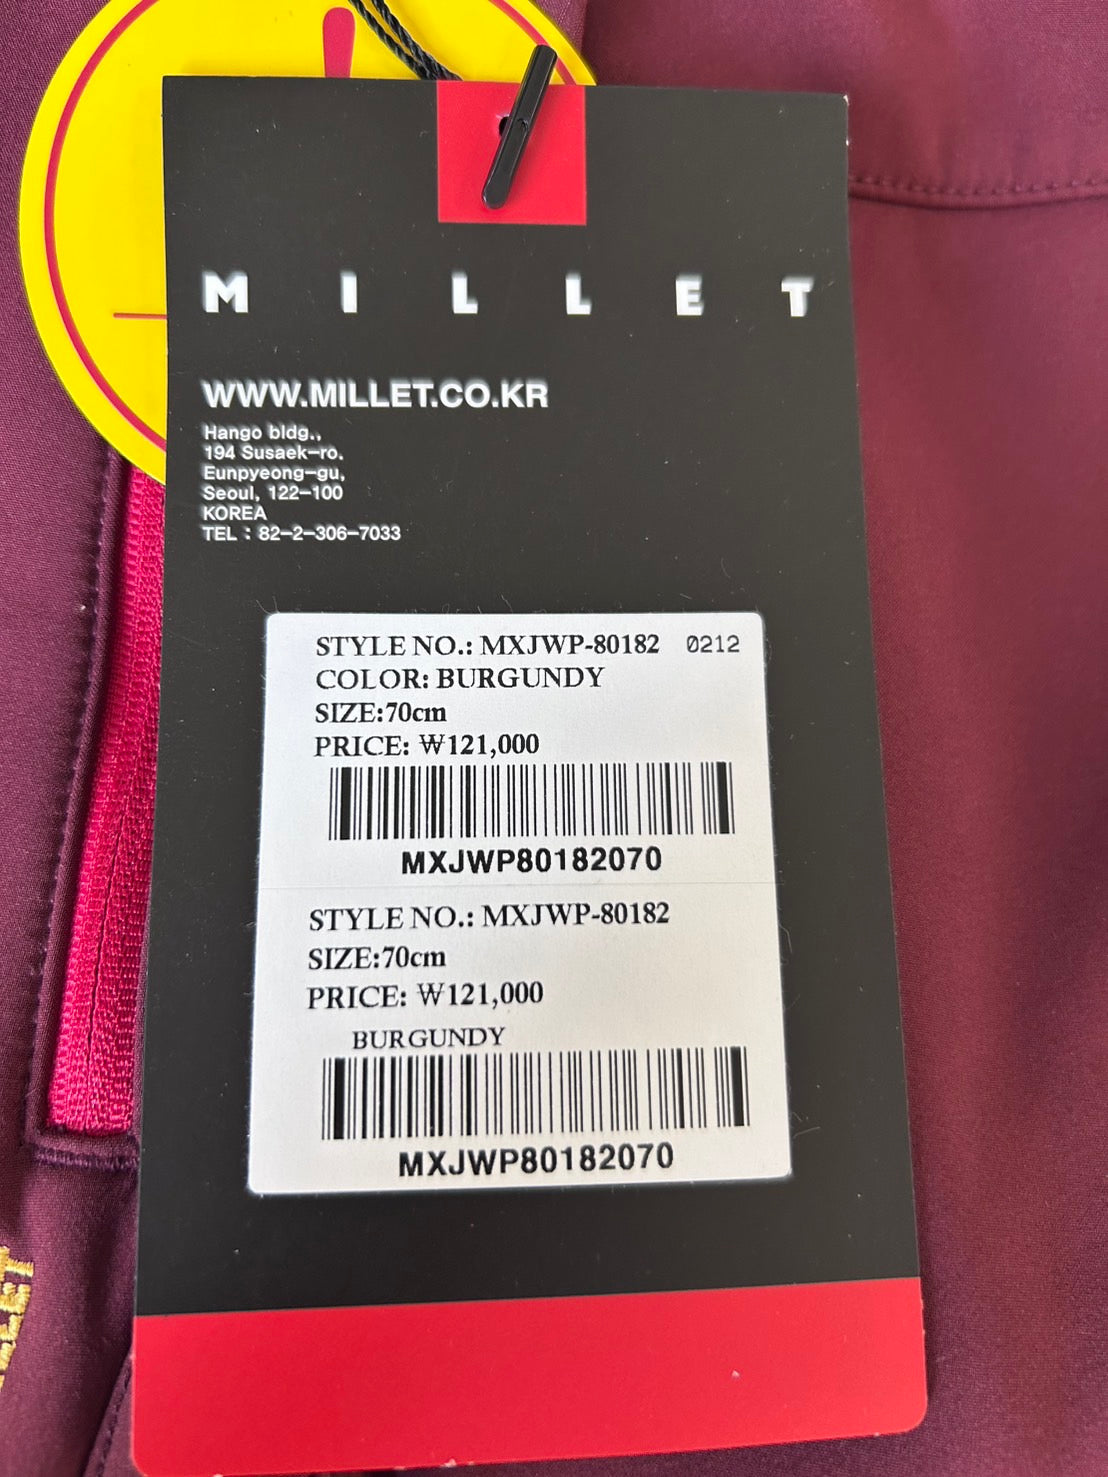 M I L L E T
WWW.MILLET.CO.KR
Hango bldg.,
194 Susaek-ro.
Eunpyeong-gu,
Seoul, 122-100
KOREA
TEL : 82-2-306-7033
STYLE NO.: MXJWP-80182 0212
COLOR: BURGUNDY
SIZE:70cm
PRICE: ₩121,000
MXJWP80182070
STYLE NO.: MXJWP-80182
SIZE:70cm
PRICE: ₩121,000
BURGUNDY
MXJWP80182070